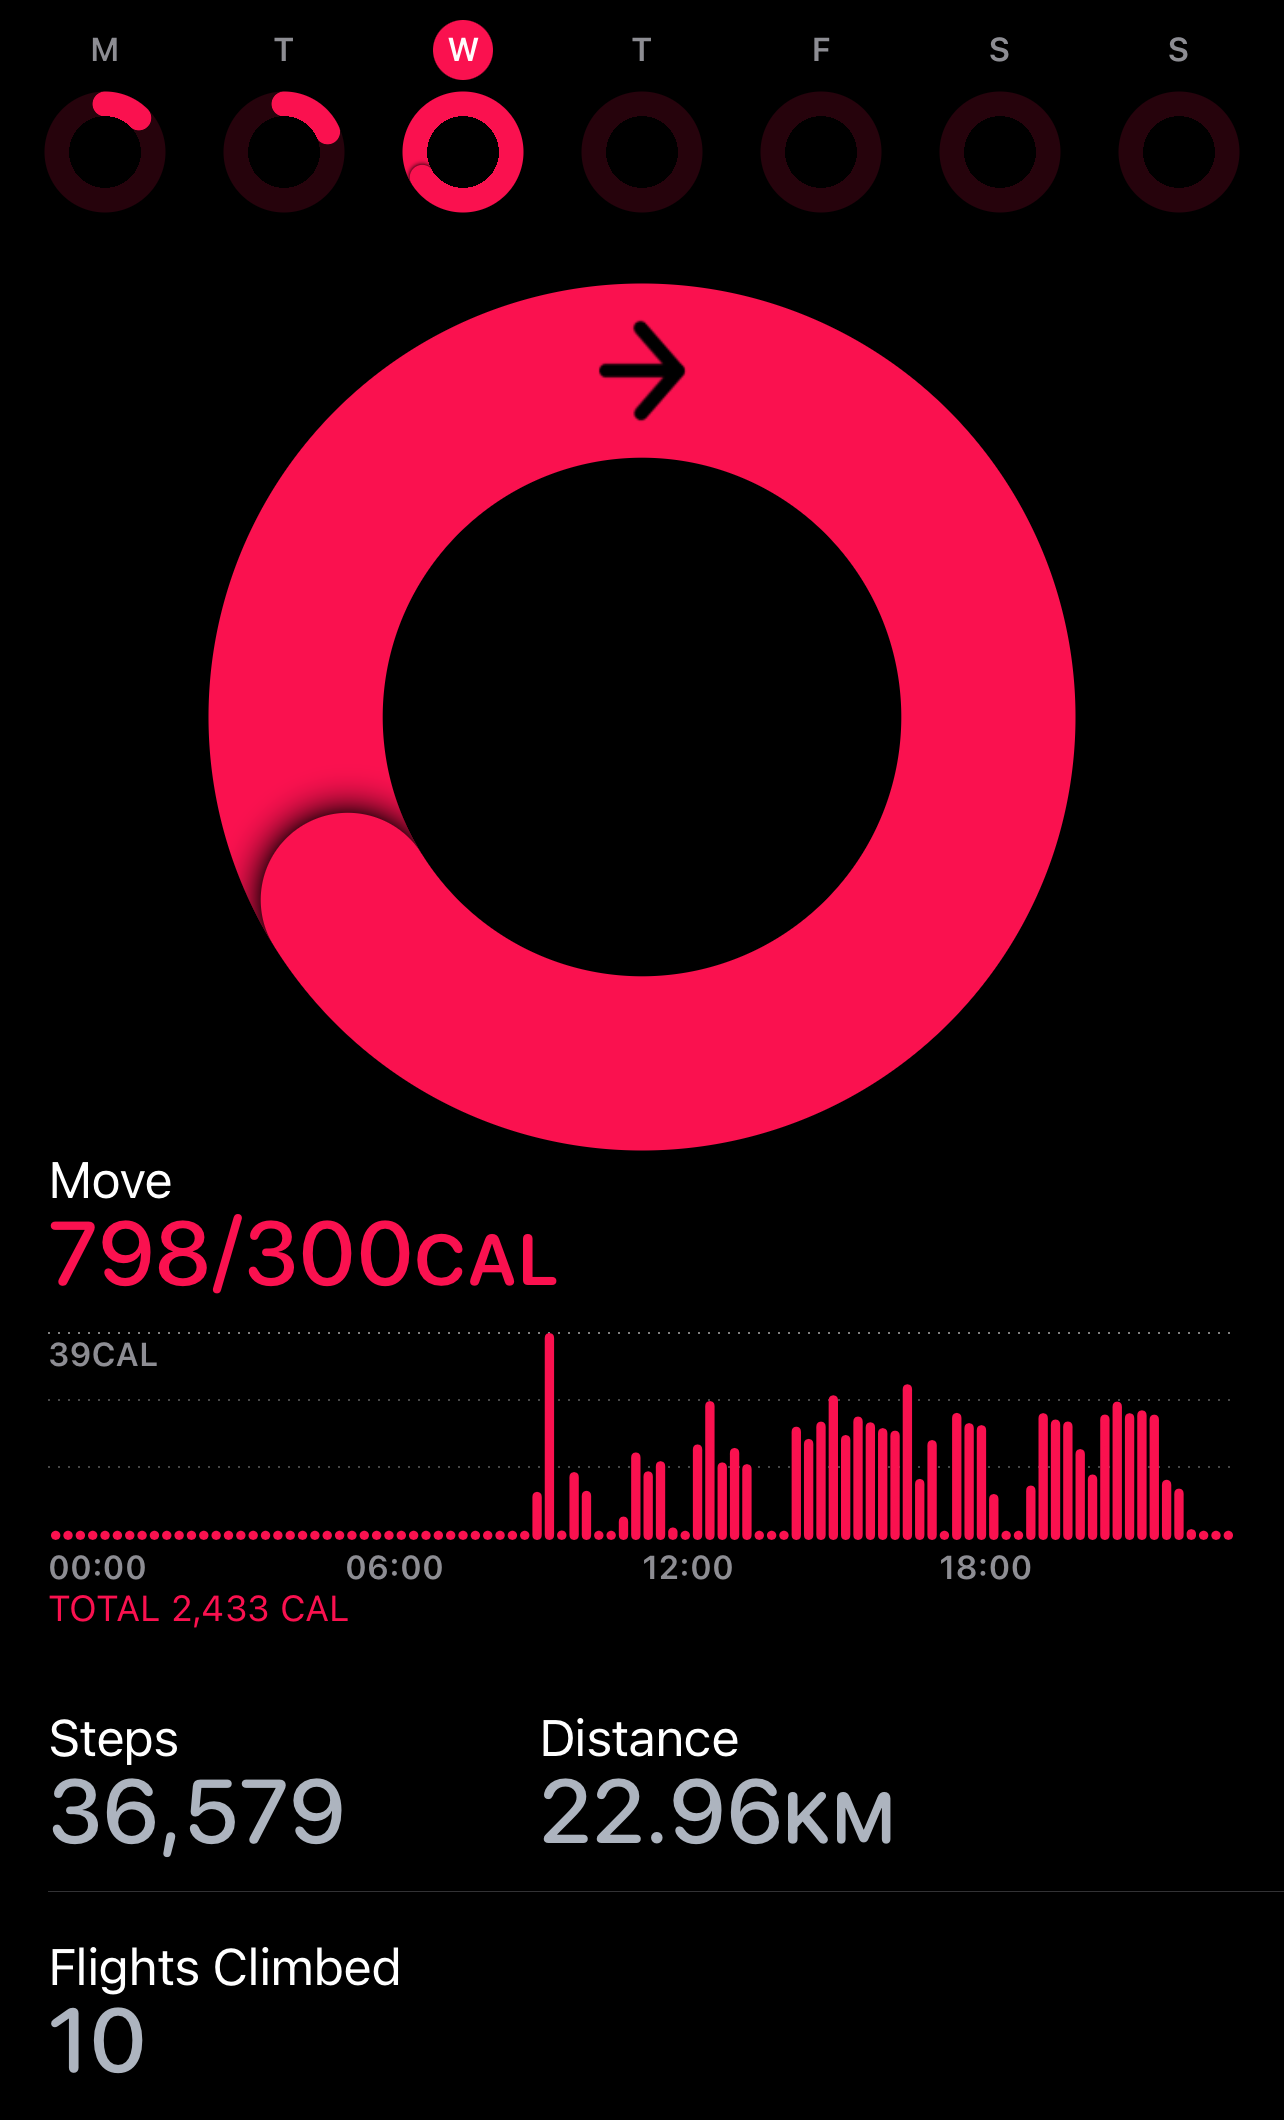 M T W T F S S
Move
798/300CAL
39CAL
00:00 06:00 12:00 18:00
TOTAL 2,433 CAL
Steps Distance
36,579 22.96KM
Flights Climbed
10